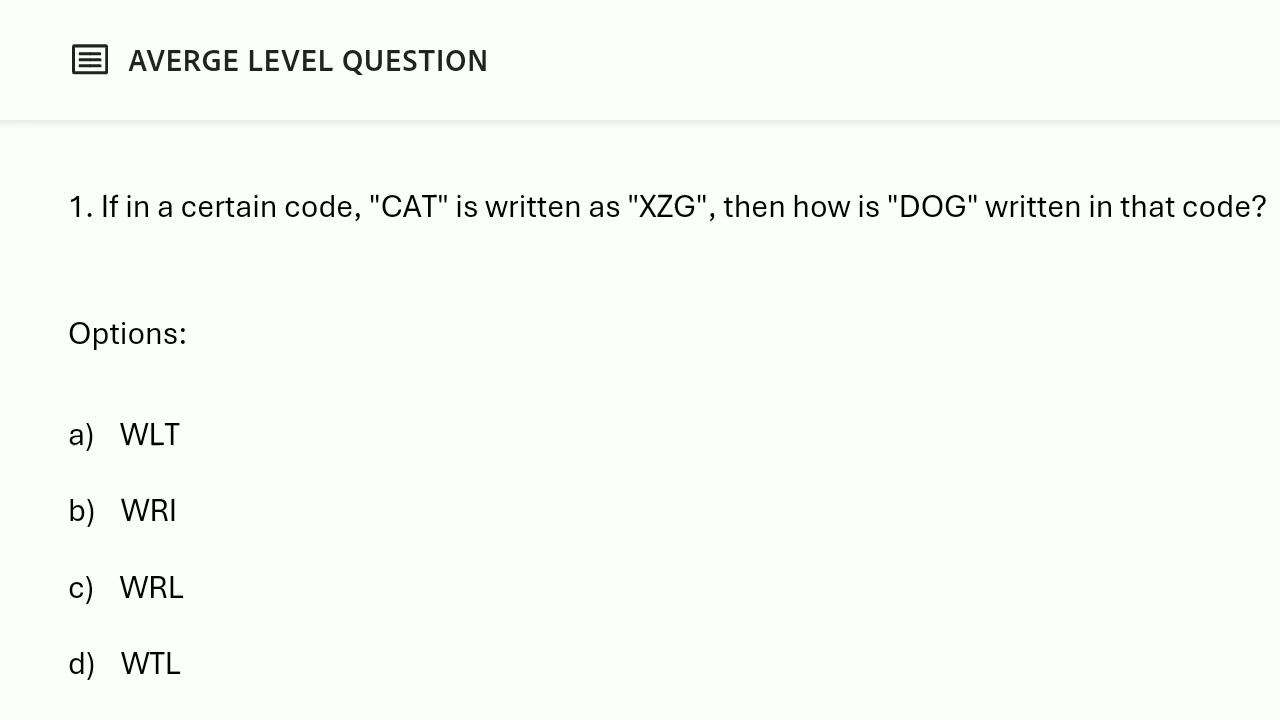 AVERGE LEVEL QUESTION
1. If in a certain code, "CAT" is written as "XZG", then how is "DOG" written in that code?
Options:
a) WLT
b) WRI
c) WRL
d) WTL